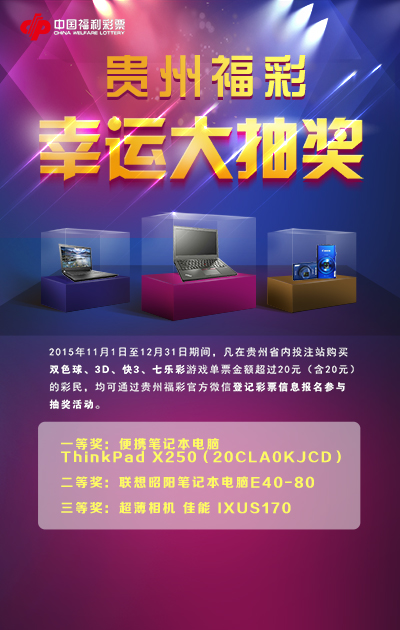 中国福利彩票
CHINA WELFARE LOTTERY
贵州福彩
幸运大抽奖
2015年11月1日至12月31日期间，凡在贵州省内投注站购买
双色球、3D、快3、七乐彩游戏单票金额超过20元（含20元）
的彩民，均可通过贵州福彩官方微信登记彩票信息报名参与
抽奖活动。
一等奖：便携笔记本电脑
ThinkPad X250（20CLA0KJCD）
二等奖：联想昭阳笔记本电脑E40-80
三等奖：超薄相机 佳能 IXUS170